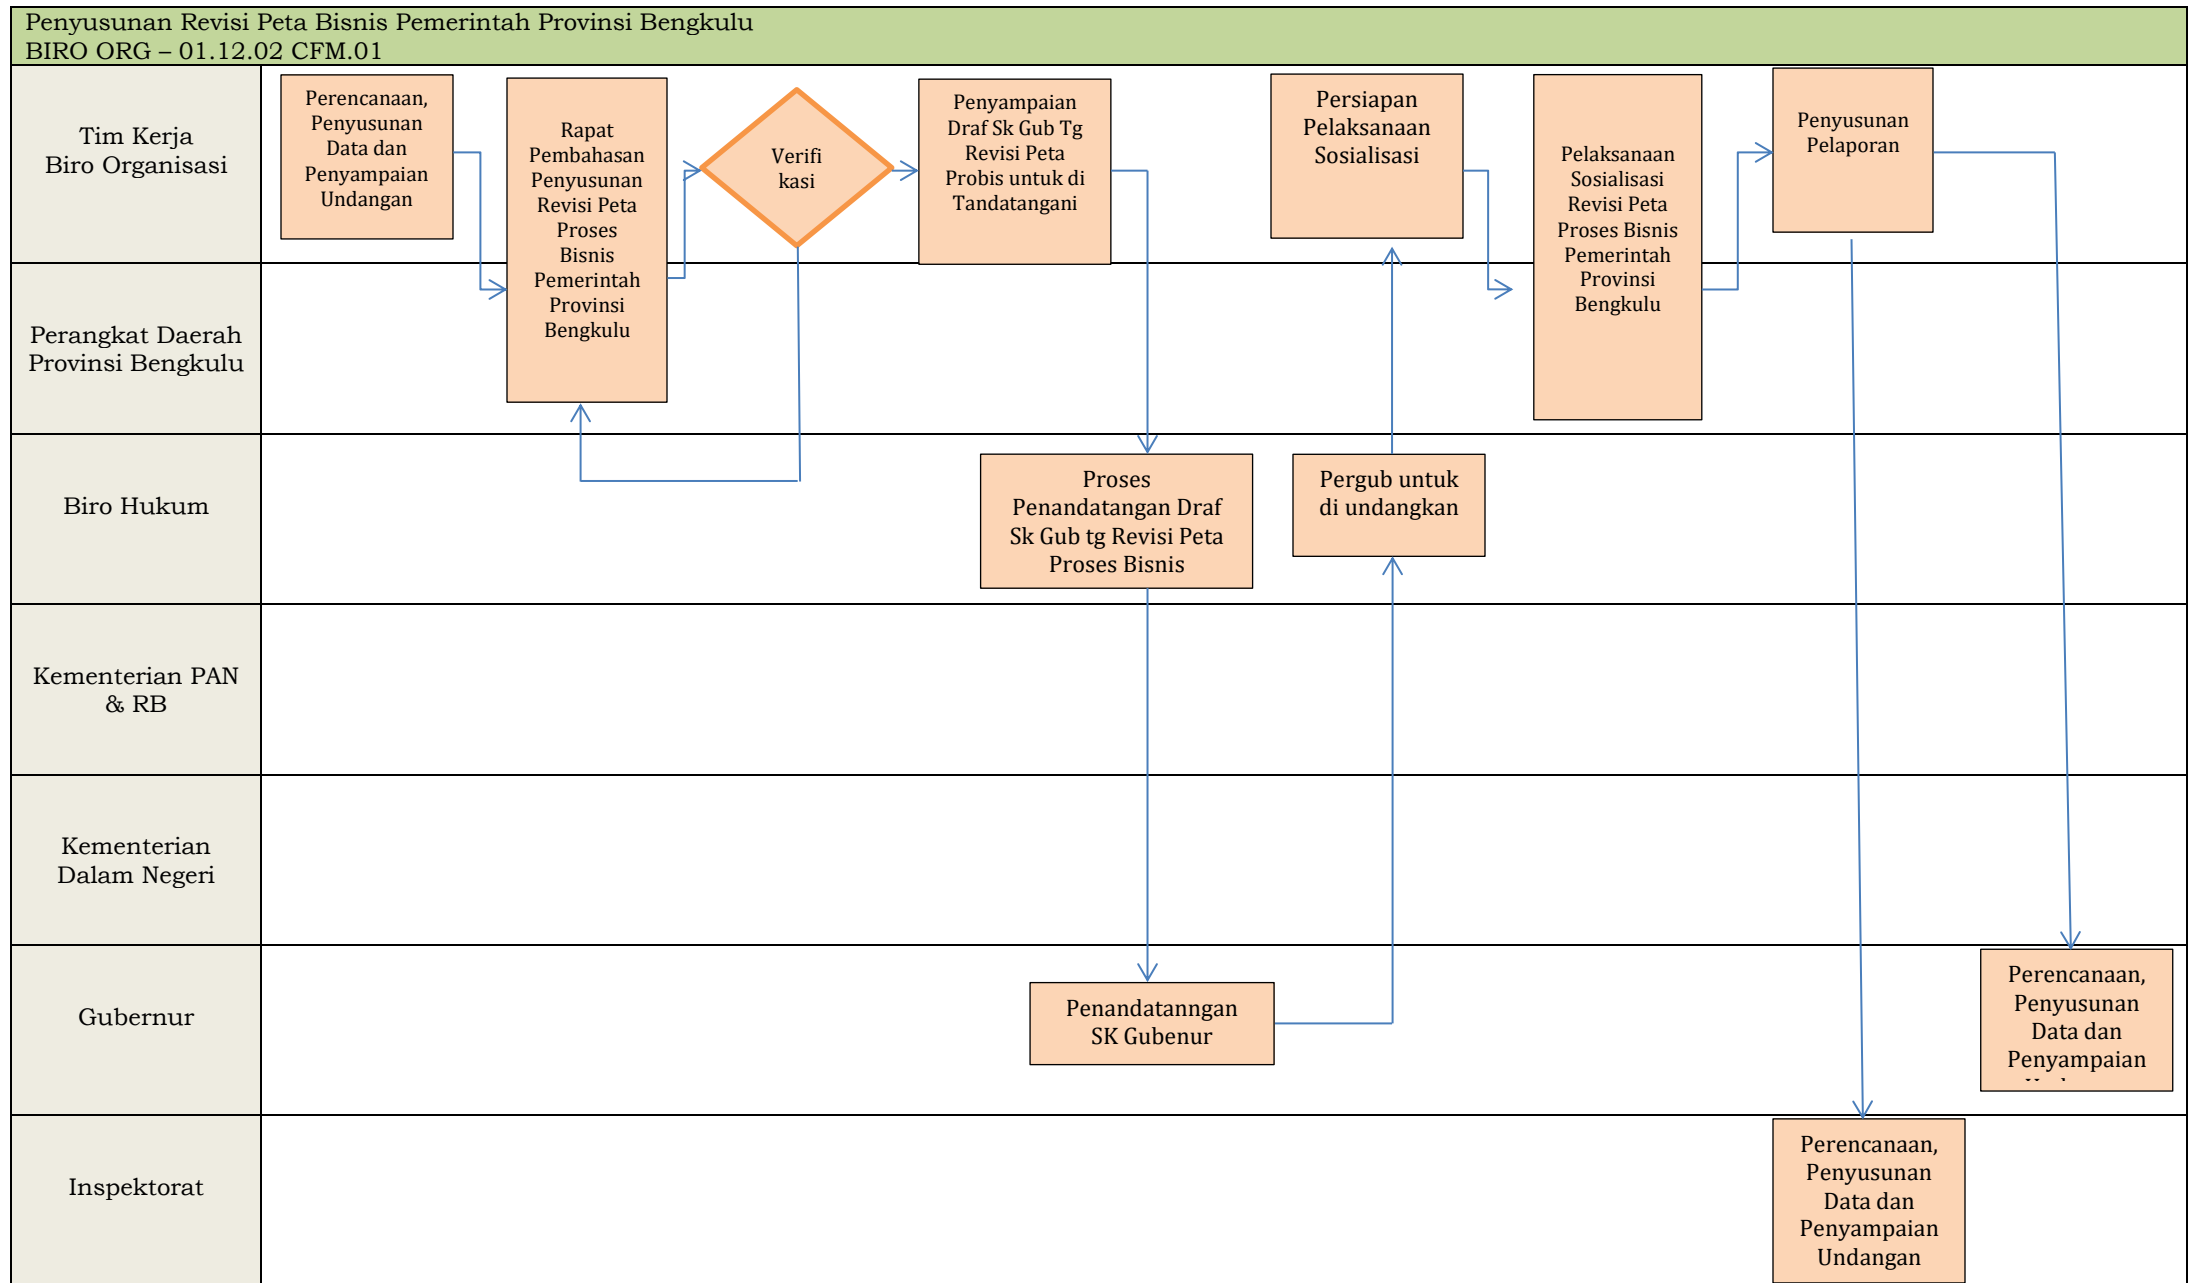 Penyusunan Revisi Peta Bisnis Pemerintah Provinsi Bengkulu
BIRO ORG – 01.12.02 CFM.01
Tim Kerja
Biro Organisasi
Perencanaan,
Penyusunan
Data dan
Penyampaian
Undangan
Rapat
Pembahasan
Penyusunan
Revisi Peta
Proses
Bisnis
Pemerintah
Provinsi
Bengkulu
Verifi
kasi
Penyampaian
Draf Sk Gub Tg
Revisi Peta
Probis untuk di
Tandatangani
Persiapan
Pelaksanaan
Sosialisasi
Pelaksanaan
Sosialisasi
Revisi Peta
Proses Bisnis
Pemerintah
Provinsi
Bengkulu
Penyusunan
Pelaporan
Perangkat Daerah
Provinsi Bengkulu
Biro Hukum
Proses
Penandatangan Draf
Sk Gub tg Revisi Peta
Proses Bisnis
Pergub untuk
di undangkan
Kementerian PAN
& RB
Kementerian
Dalam Negeri
Gubernur
Penandatanngan
SK Gubenur
Perencanaan,
Penyusunan
Data dan
Penyampaian
Inspektorat
Perencanaan,
Penyusunan
Data dan
Penyampaian
Undangan